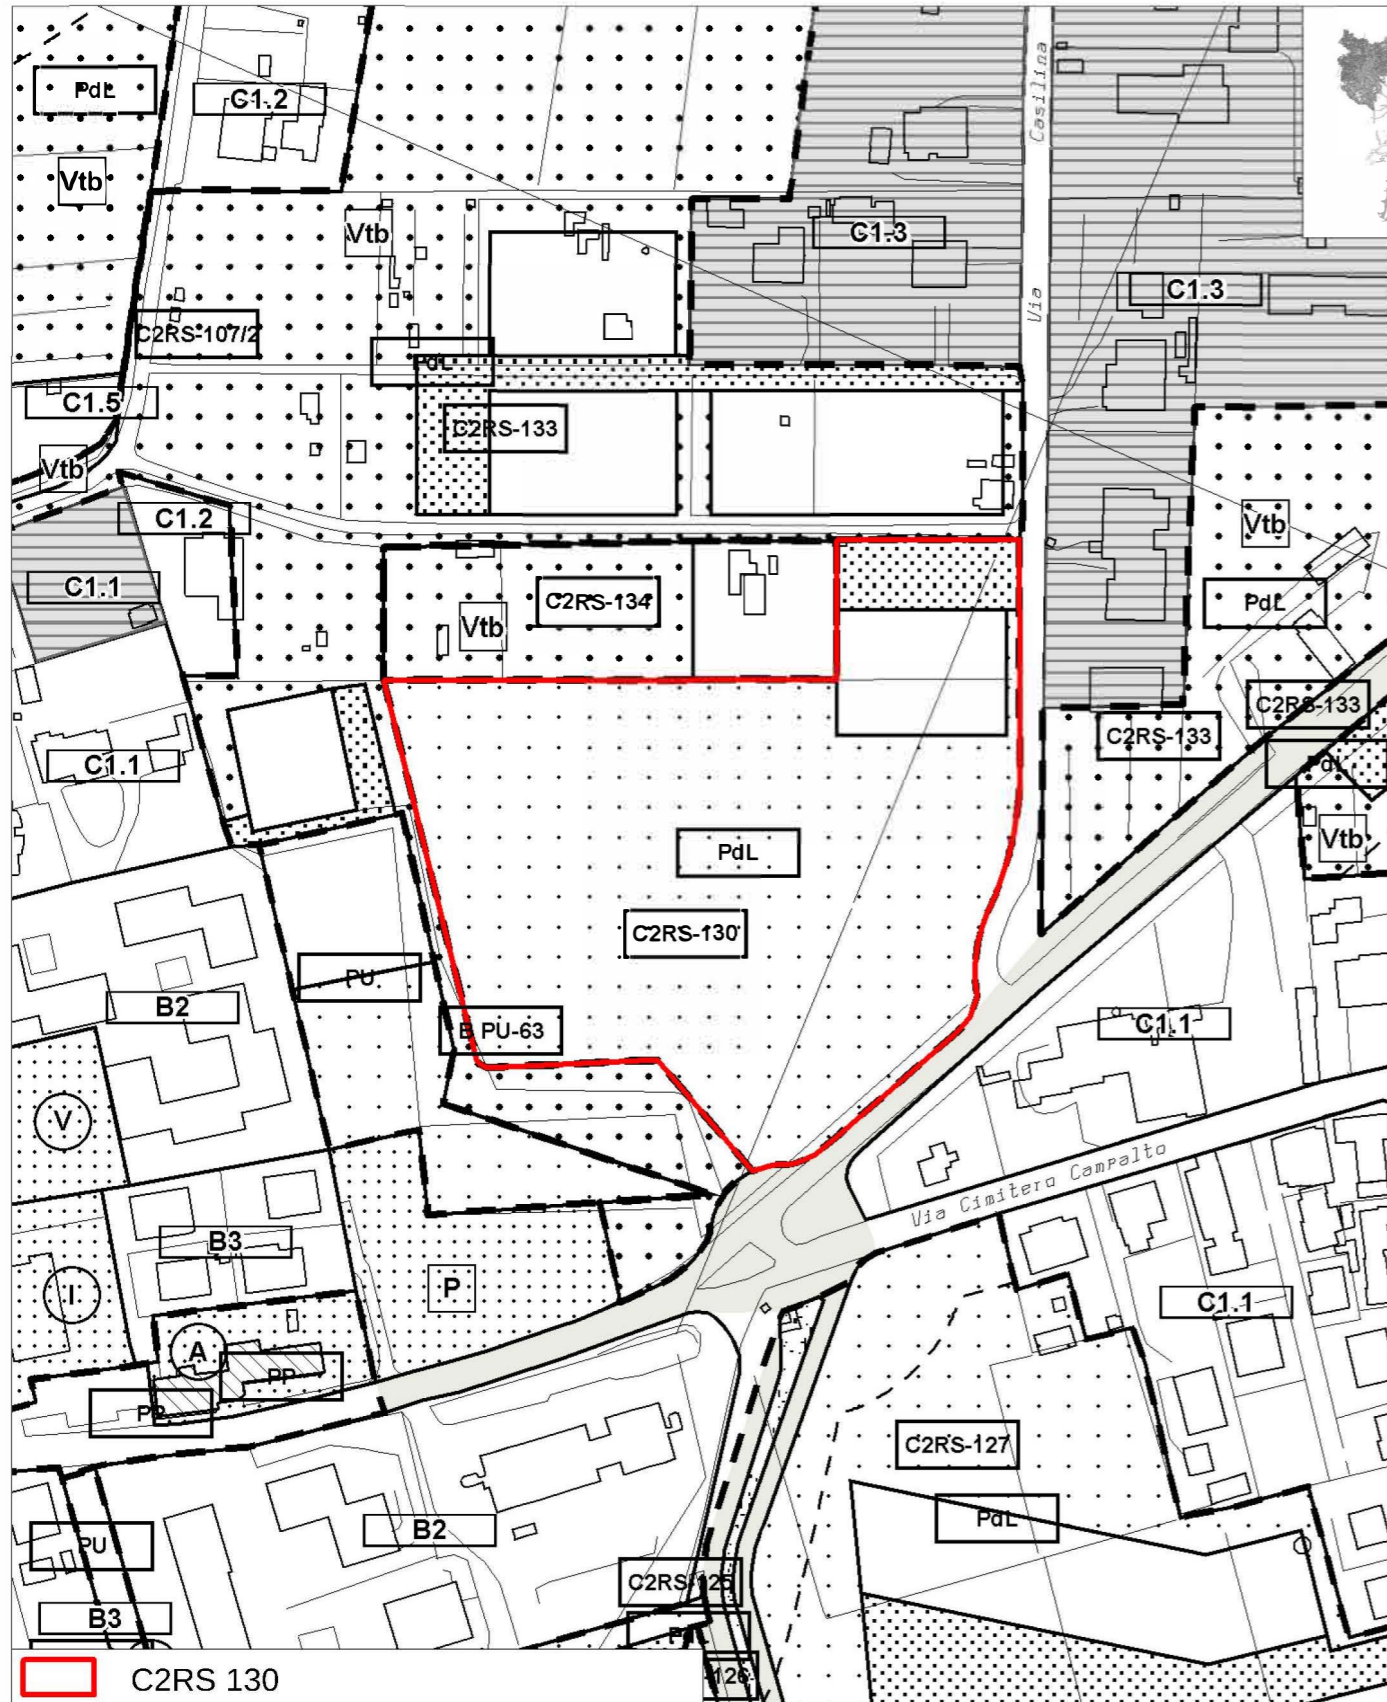 PdL
C1.2
Casilina
Vtb
Vtb
C1.3
Via
C1.3
C2RS-107/2
PdL
C1.5
C2RS-133
Vtb
C1.2
Vtb
C1.1
C2RS-134
PdL
Vtb
C2RS-133
C2RS-133
C1.1
PdL
Vtb
PdL
C2RS-130
PU
B2
B PU-63
C1.1
V
Via Cimitero Campalto
B3
I
P
C1.1
A
PP
PP
C2RS-127
PdL
B2
PU
C2RS-125
B3
126
C2RS 130